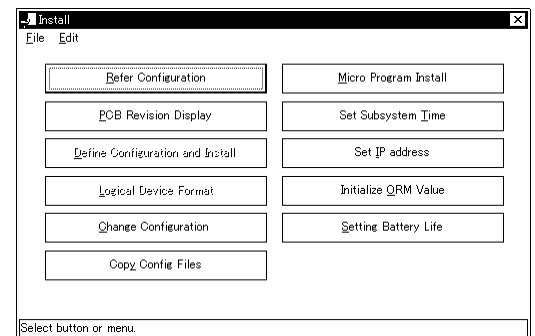 Install
File Edit
Refer Configuration
Micro Program Install
PCB Revision Display
Set Subsystem Time
Define Configuration and Install
Set IP address
Logical Device Format
Initialize ORM Value
Change Configuration
Setting Battery Life
Copy Config Files
Select button or menu.